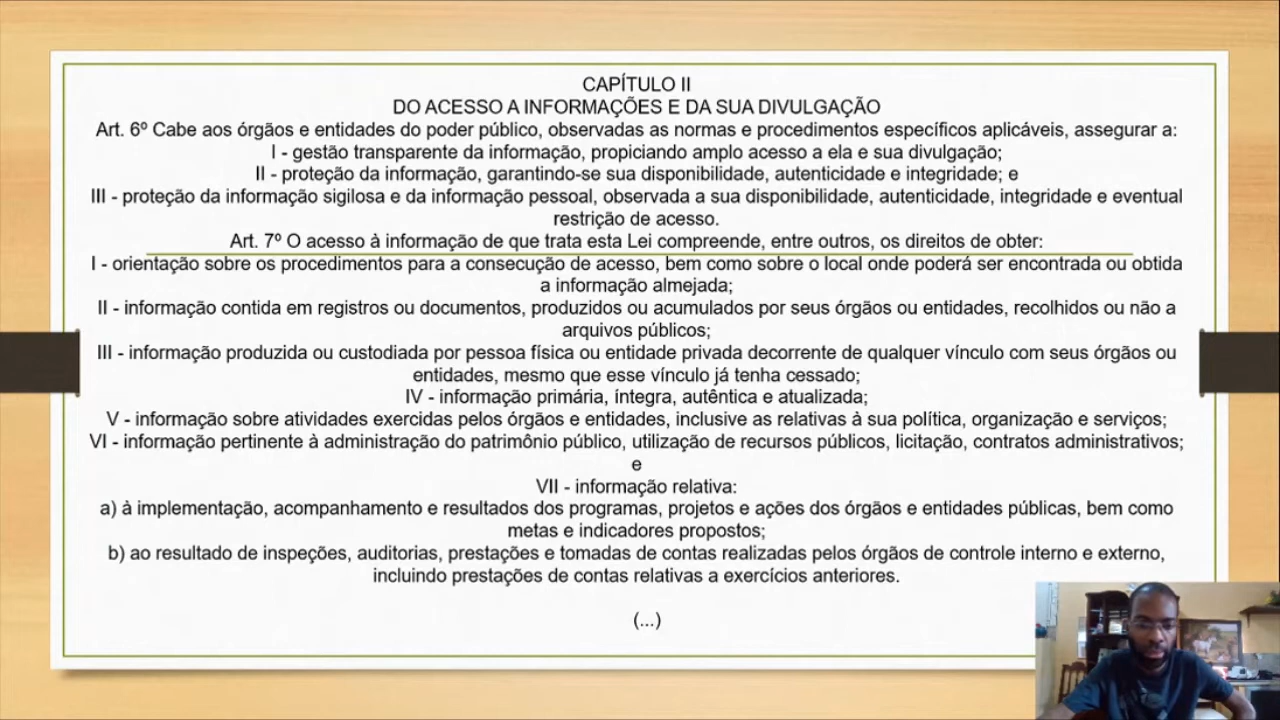 CAPÍTULO II
DO ACESSO A INFORMAÇÕES E DA SUA DIVULGAÇÃO
Art. 6º Cabe aos órgãos e entidades do poder público, observadas as normas e procedimentos específicos aplicáveis, assegurar a:
I - gestão transparente da informação, propiciando amplo acesso a ela e sua divulgação;
II - proteção da informação, garantindo-se sua disponibilidade, autenticidade e integridade; e
III - proteção da informação sigilosa e da informação pessoal, observada a sua disponibilidade, autenticidade, integridade e eventual
restrição de acesso.
Art. 7º O acesso à informação de que trata esta Lei compreende, entre outros, os direitos de obter:
I - orientação sobre os procedimentos para a consecução de acesso, bem como sobre o local onde poderá ser encontrada ou obtida
a informação almejada;
II - informação contida em registros ou documentos, produzidos ou acumulados por seus órgãos ou entidades, recolhidos ou não a
arquivos públicos;
III - informação produzida ou custodiada por pessoa física ou entidade privada decorrente de qualquer vínculo com seus órgãos ou
entidades, mesmo que esse vínculo já tenha cessado;
IV - informação primária, íntegra, autêntica e atualizada;
V - informação sobre atividades exercidas pelos órgãos e entidades, inclusive as relativas à sua política, organização e serviços;
VI - informação pertinente à administração do patrimônio público, utilização de recursos públicos, licitação, contratos administrativos;
e
VII - informação relativa:
a) à implementação, acompanhamento e resultados dos programas, projetos e ações dos órgãos e entidades públicas, bem como
metas e indicadores propostos;
b) ao resultado de inspeções, auditorias, prestações e tomadas de contas realizadas pelos órgãos de controle interno e externo,
incluindo prestações de contas relativas a exercícios anteriores.
(...)